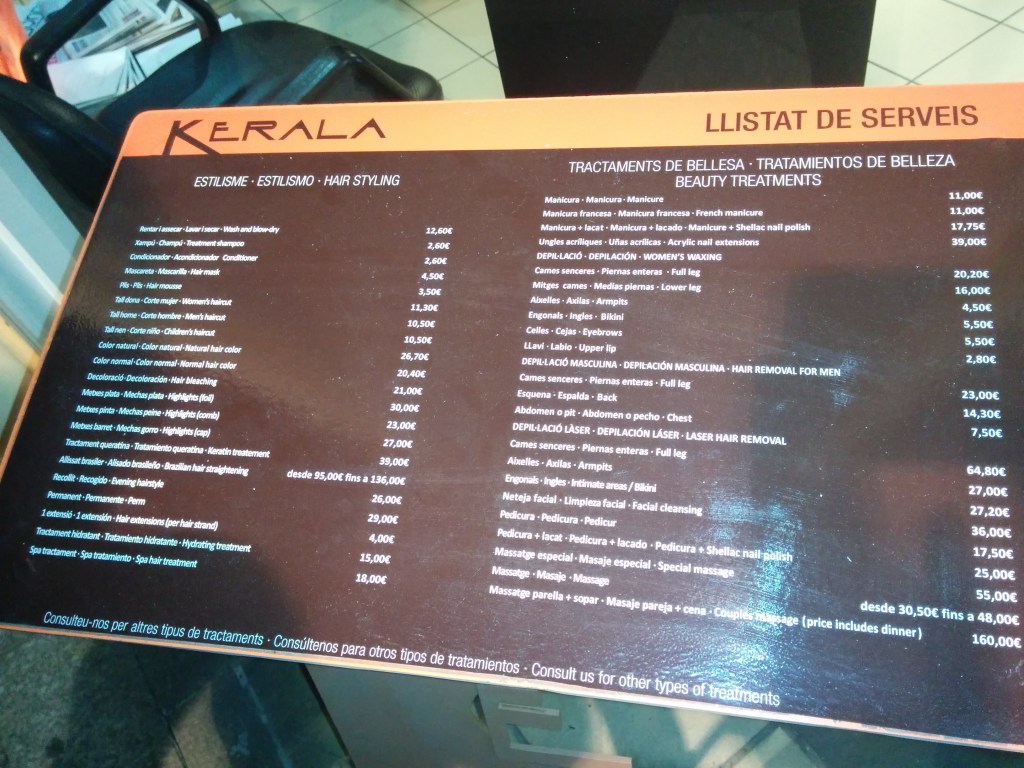 KERALA
LLISTAT DE SERVEIS
ESTILISME · ESTILISMO · HAIR STYLING
Rentar i assecar · Lavar i secar · Wash and blow-dry 12,60€
Xampú · Champú · Treatment shampoo 2,60€
Condicionador · Acondicionador · Conditioner 2,60€
Mascareta · Mascarilla · Hair mask 4,50€
Plis · Plis · Hair mousse 3,50€
Tall dona · Corte mujer · Women's haircut 11,30€
Tall home · Corte hombre · Men's haircut 10,50€
Tall nen · Corte niño · Children's haircut 10,50€
Color natural · Color natural · Natural hair color 26,70€
Color normal · Color normal · Normal hair color 20,40€
Decoloració · Decoloración · Hair bleaching 21,00€
Metxes plata · Mechas plata · Highlights (foil) 30,00€
Metxes pinta · Mechas peine · Highlights (comb) 23,00€
Metxes barret · Mechas gorro · Highlights (cap) 27,00€
Tractament queratina · Tratamiento queratina · Keratin treatement 39,00€
Allissat brasiler · Alisado brasileño · Brazilian hair straightening desde 95,00€ fins a 136,00€
Recollit · Recogido · Evening hairstyle 26,00€
Permanent · Permanente · Perm 29,00€
1 extensió · 1 extensión · Hair extensions (per hair strand) 4,00€
Tractament hidratant · Tratamiento hidratante · Hydrating treatment 15,00€
Spa tractament · Spa tratamiento · Spa hair treatment 18,00€
TRACTAMENTS DE BELLESA · TRATAMIENTOS DE BELLEZA
BEAUTY TREATMENTS
Manicura · Manicura · Manicure 11,00€
Manicura francesa · Manicura francesa · French manicure 11,00€
Manicura + lacat · Manicura + lacado · Manicure + Shellac nail polish 17,75€
Ungles acríliques · Uñas acrílicas · Acrylic nail extensions 39,00€
DEPIL·LACIÓ · DEPILACIÓN · WOMEN'S WAXING
Cames senceres · Piernas enteras · Full leg 20,20€
Mitges cames · Medias piernas · Lower leg 16,00€
Aixelles · Axilas · Armpits 4,50€
Engonals · Ingles · Bikini 5,50€
Celles · Cejas · Eyebrows 5,50€
LLavi · Labio · Upper lip 2,80€
DEPIL·LACIÓ MASCULINA · DEPILACIÓN MASCULINA · HAIR REMOVAL FOR MEN
Cames senceres · Piernas enteras · Full leg 23,00€
Esquena · Espalda · Back 14,30€
Abdomen o pit · Abdomen o pecho · Chest 7,50€
DEPIL·LACIÓ LÀSER · DEPILACIÓN LÁSER · LASER HAIR REMOVAL
Cames senceres · Piernas enteras · Full leg 64,80€
Aixelles · Axilas · Armpits 27,00€
Engonals · Ingles · Intimate areas / Bikini 27,20€
Neteja facial · Limpieza facial · Facial cleansing 36,00€
Pedicura · Pedicura · Pedicur 17,50€
Pedicura + lacat · Pedicura + lacado · Pedicura + Shellac nail polish 25,00€
Massatge especial · Masaje especial · Special massage 55,00€
Massatge · Masaje · Massage desde 30,50€ fins a 48,00€
Massatge parella + sopar · Masaje pareja + cena · Couples massage (price includes dinner) 160,00€
Consulteu-nos per altres tipus de tractaments · Consúltenos para otros tipos de tratamientos · Consult us for other types of treatments